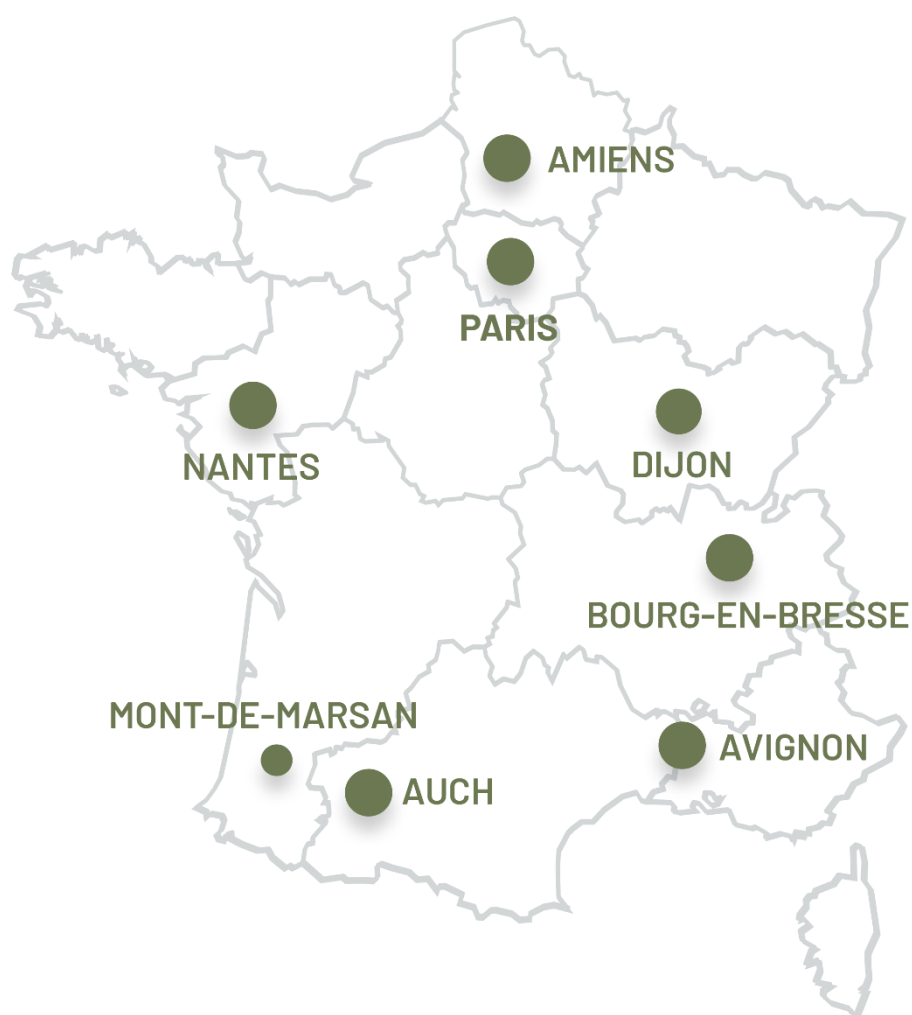 AMIENS
PARIS
NANTES
DIJON
BOURG-EN-BRESSE
MONT-DE-MARSAN
AVIGNON
AUCH